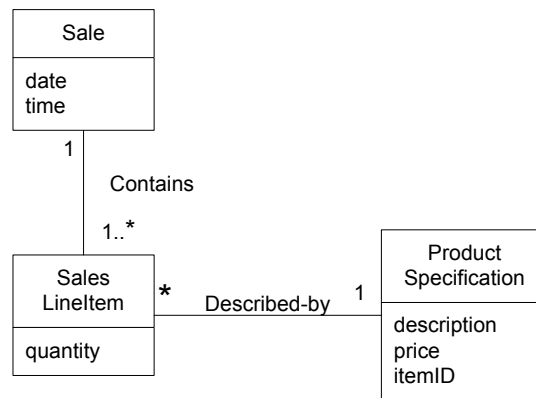 Sale
date
time
1
Contains
1..*
Sales
LineItem
quantity
*
Described-by
1
Product
Specification
description
price
itemID